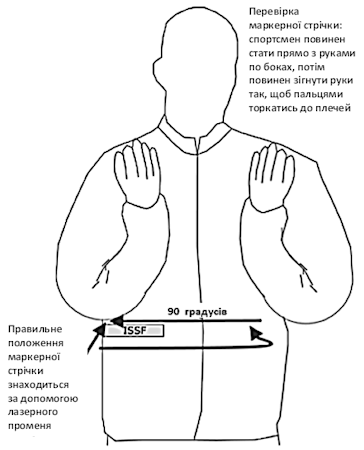 Перевірка
маркерної стрічки:
спортсмен повинен
стати прямо з руками
по боках, потім
повинен зігнути руки
так, щоб пальцями
торкатись до плечей
90 градусів
ISSF
Правильне
положення
маркерної
стрічки
знаходиться
за допомогою
лазерного
променя